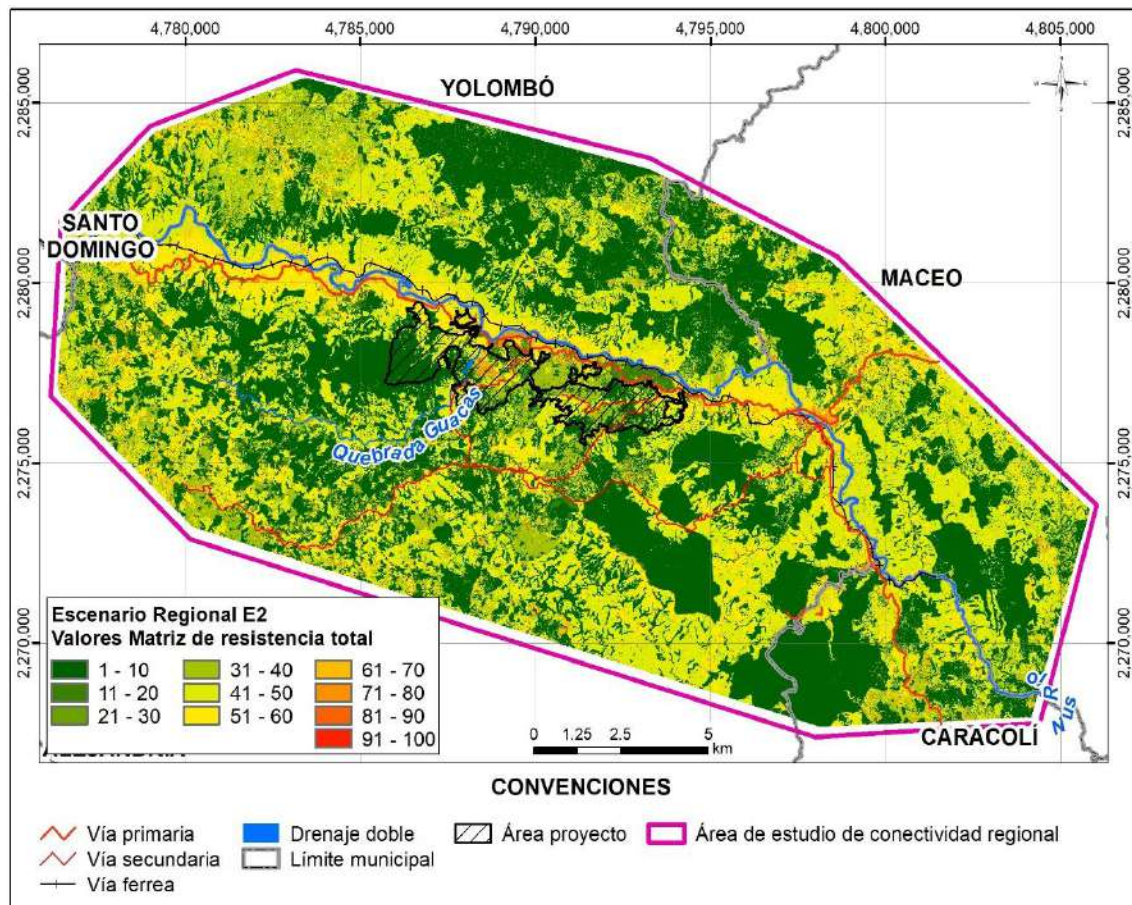 4,780,000 4,785,000 4,790,000 4,795,000 4,800,000 4,805,000
YOLOMBÓ
2,285,000 2,285,000
SANTO
DOMINGO
MACEO
2,280,000 2,280,000
Quebrada Guacas
2,275,000 2,275,000
2,270,000 2,270,000
Escenario Regional E2
Valores Matriz de resistencia total
1 - 10 31 - 40 61 - 70
11 - 20 41 - 50 71 - 80
21 - 30 51 - 60 81 - 90
91 - 100
0 1.25 2.5 5
km
CARACOLÍ
Nus
CONVENCIONES
Vía primaria Drenaje doble Área proyecto Área de estudio de conectividad regional
Vía secundaria Límite municipal
Vía ferrea